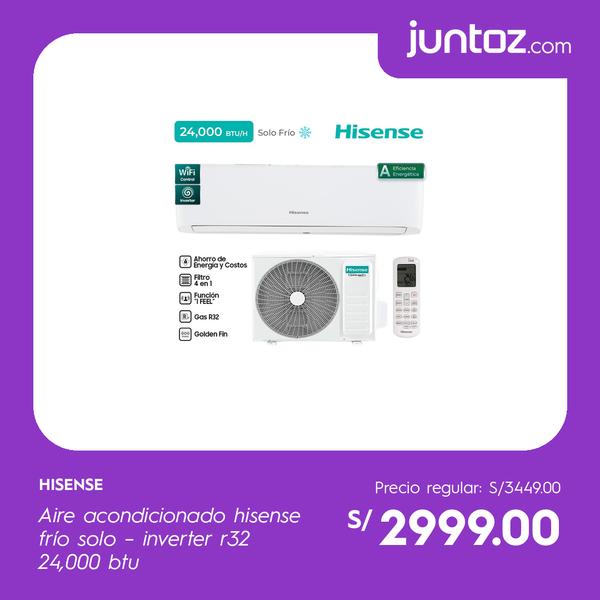 juntoz.com
24,000 BTU/H Solo Frío
Hisense
WiFi
Control
Inverter
A Eficiencia
Energética
Hisense
Ahorro de
Energía y Costos
Filtro
4 en 1
Función
"I FEEL"
Gas R32
Golden Fin
Hisense
Hisense
HISENSE
Aire acondicionado hisense
frío solo - inverter r32
24,000 btu
Precio regular: S/3449.00
S/ 2999.00